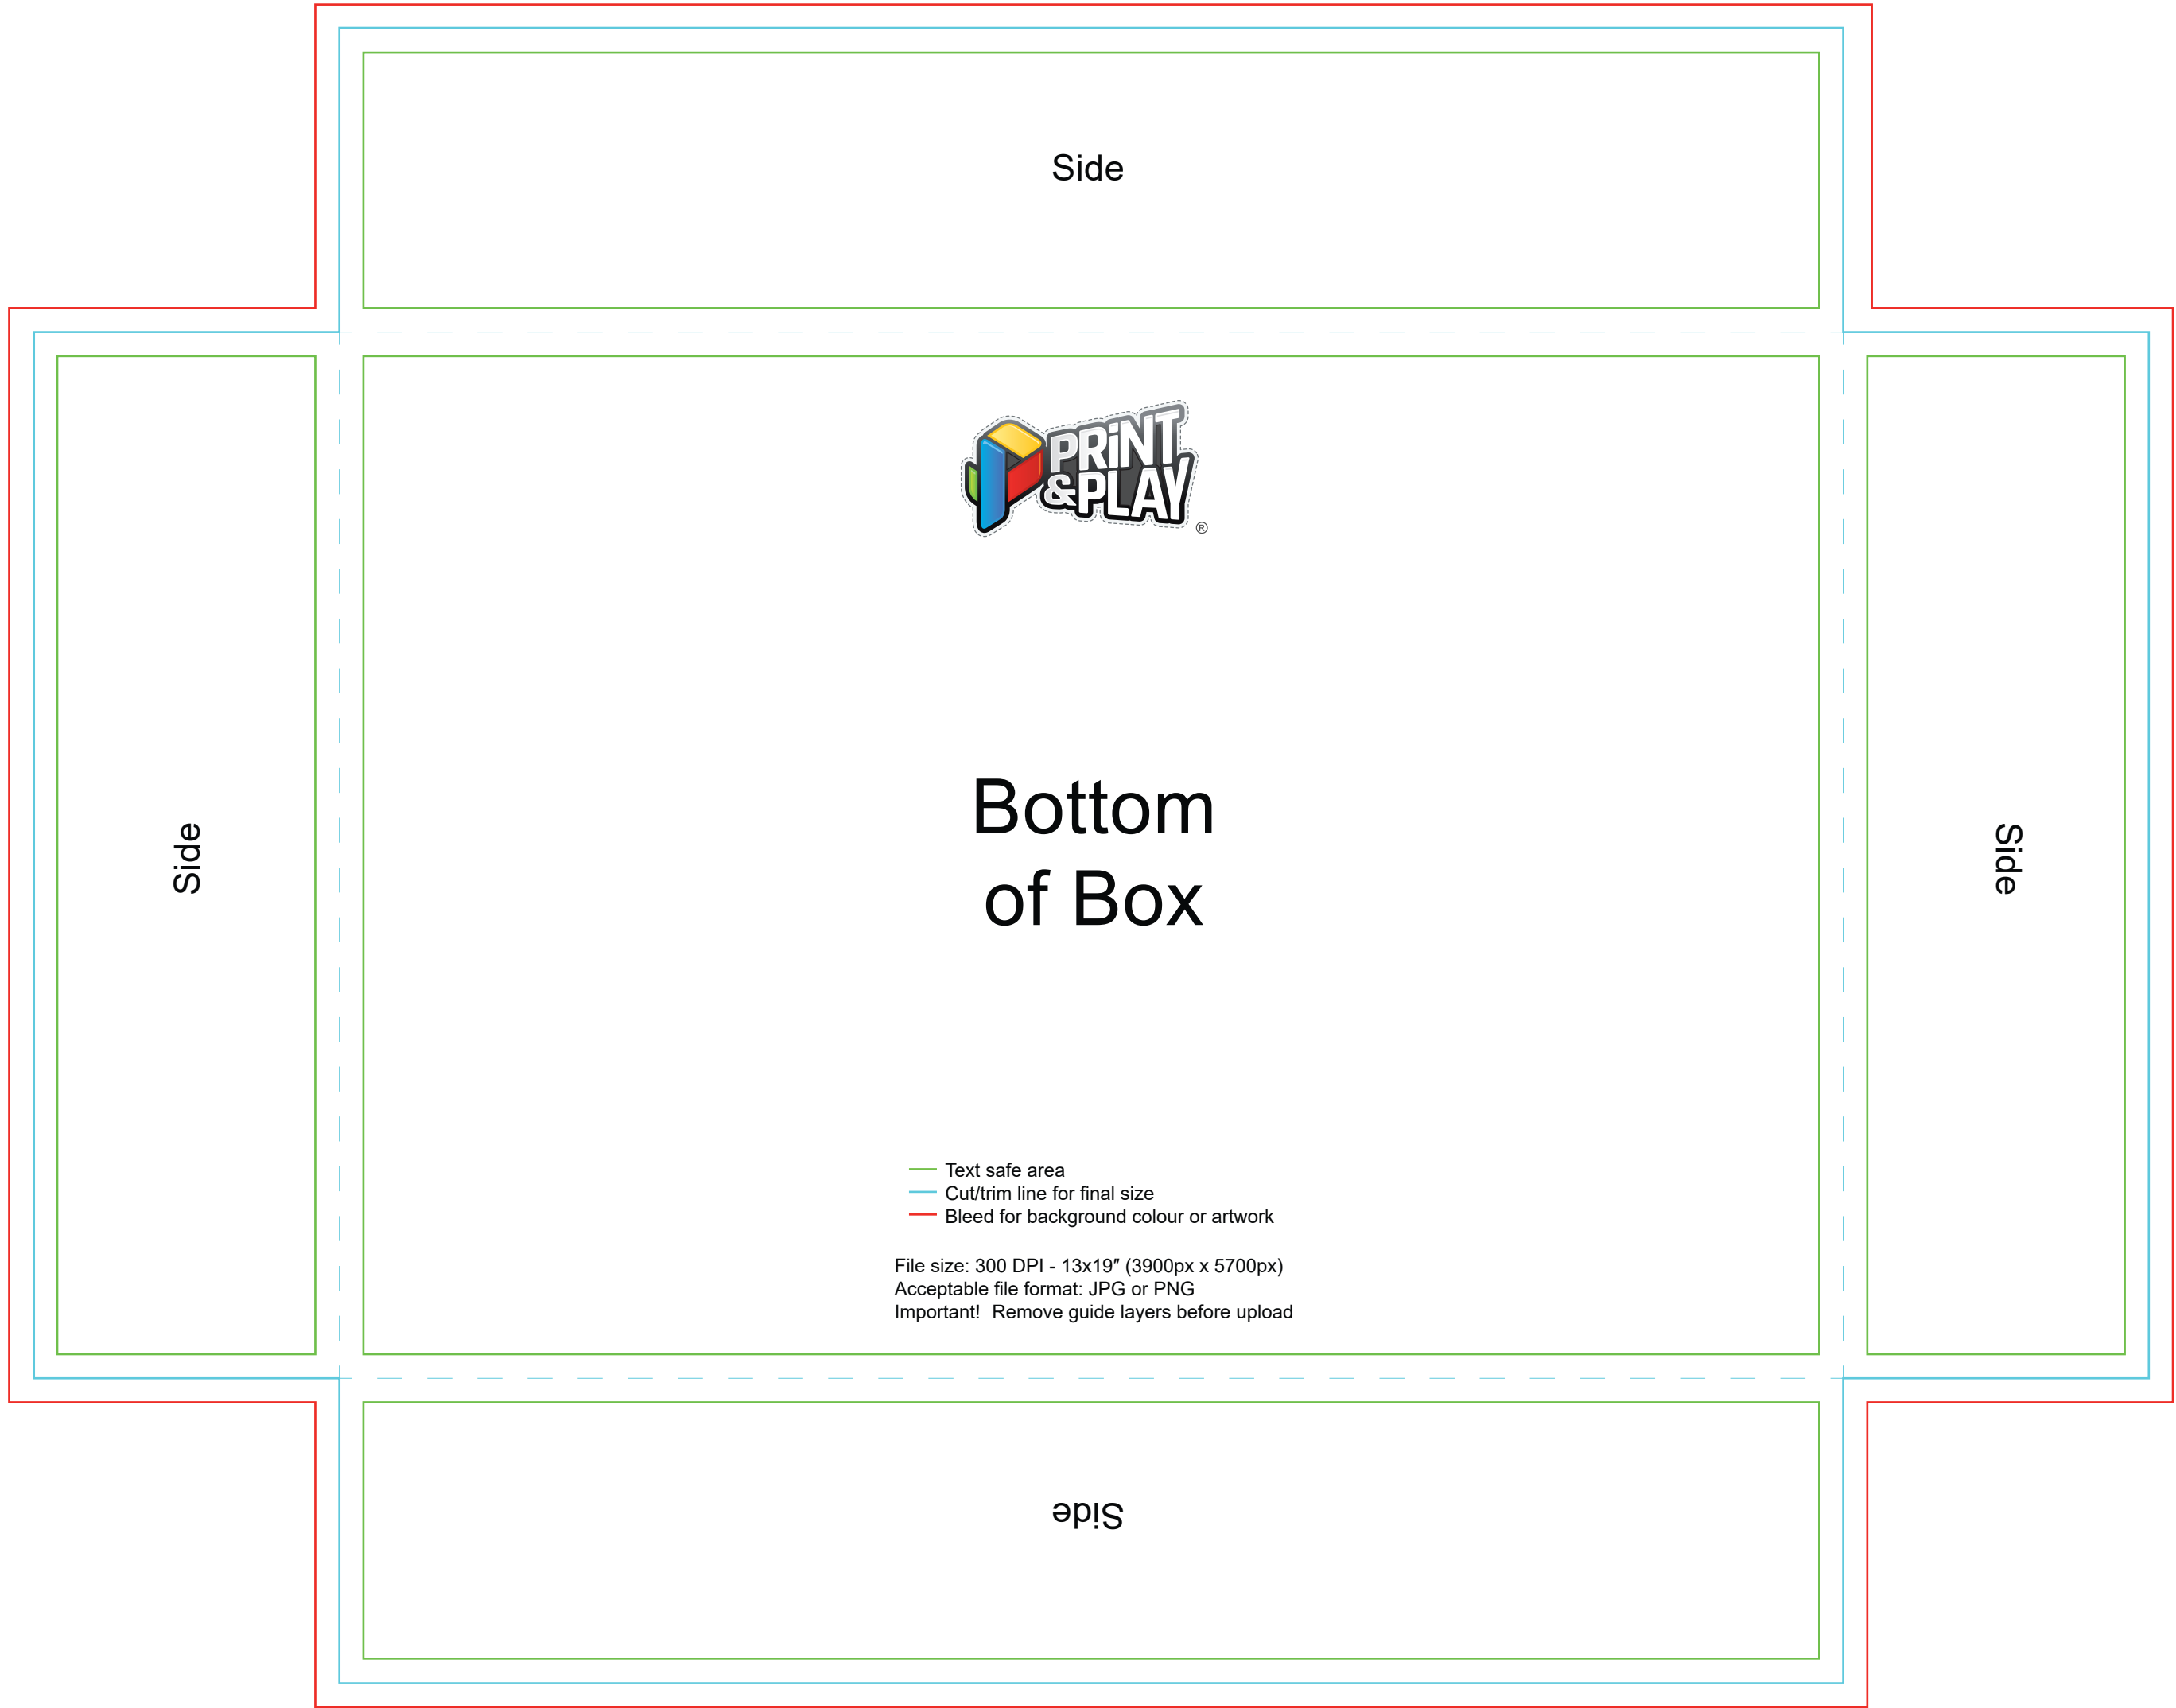 Side
PRiNT
&PLAY
®
Bottom
of Box
Side
Side
Text safe area
Cut/trim line for final size
Bleed for background colour or artwork
File size: 300 DPI - 13x19″ (3900px x 5700px)
Acceptable file format: JPG or PNG
Important!  Remove guide layers before upload
Side